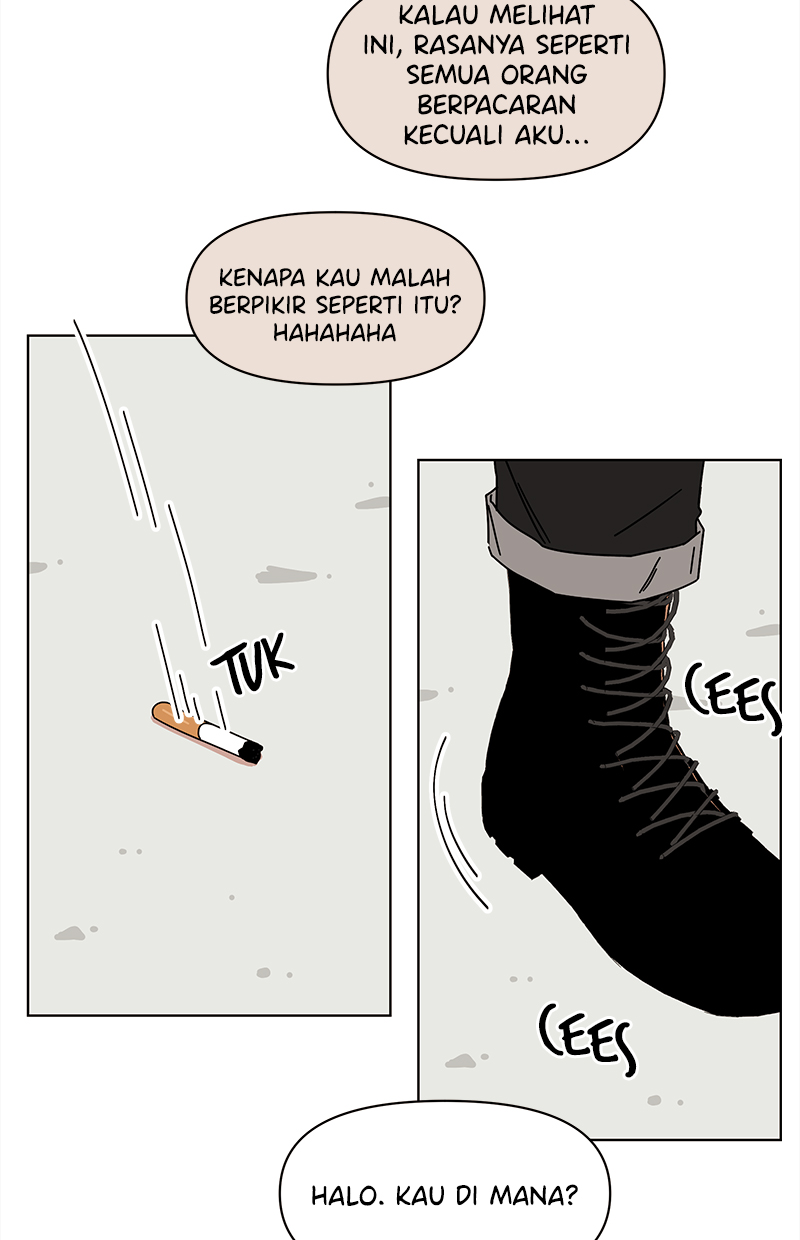 KALAU MELIHAT
INI, RASANYA SEPERTI
SEMUA ORANG
BERPACARAN
KECUALI AKU...
KENAPA KAU MALAH
BERPIKIR SEPERTI ITU?
HAHAHAHA
TUK
CEES
CEES
HALO. KAU DI MANA?